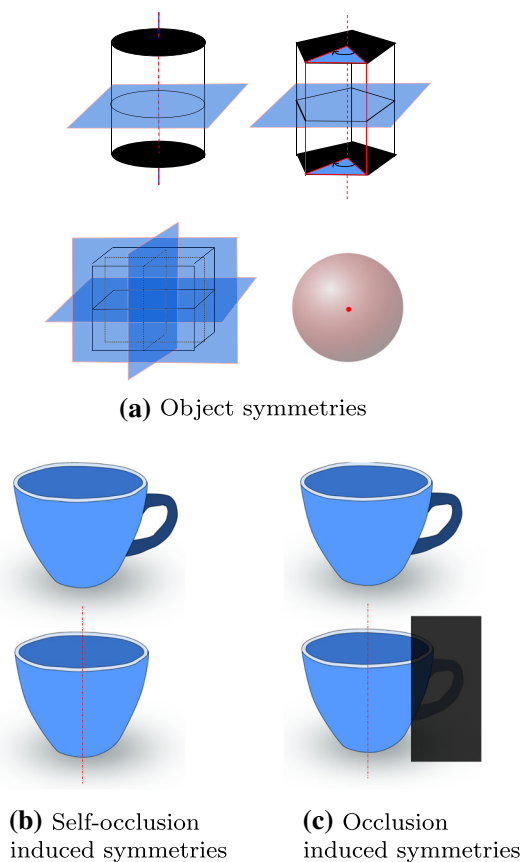 (a) Object symmetries
(b) Self-occlusion
induced symmetries
(c) Occlusion
induced symmetries